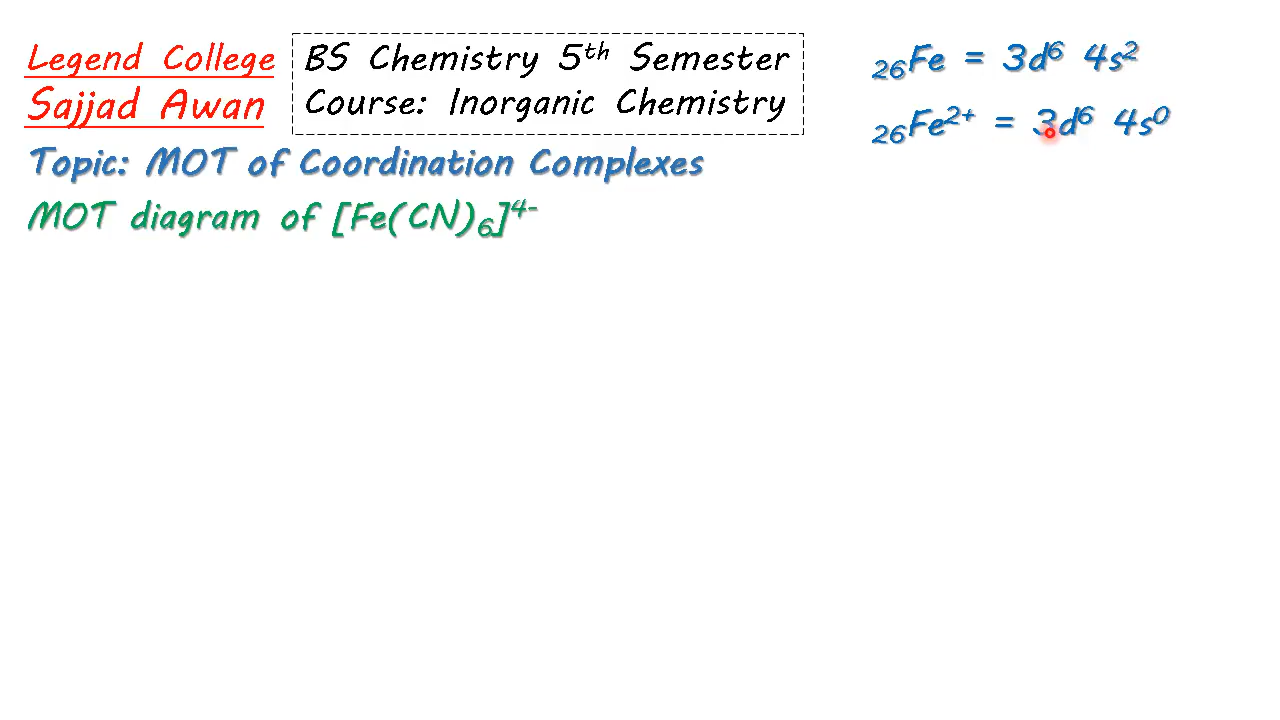 Legend College
Sajjad Awan
BS Chemistry 5th Semester
Course: Inorganic Chemistry
Topic: MOT of Coordination Complexes
MOT diagram of [Fe(CN)₆]⁴⁻
₂₆Fe = 3d⁶ 4s²
₂₆Fe²⁺ = 3d⁶ 4s⁰